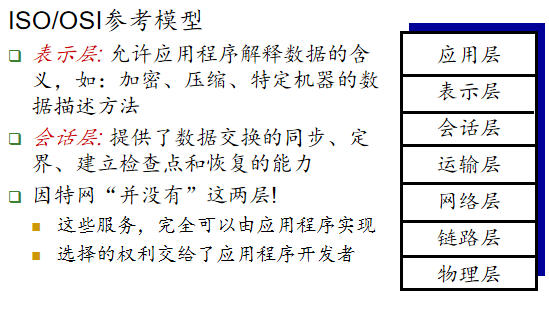 ISO/OSI参考模型
表示层: 允许应用程序解释数据的含
义，如：加密、压缩、特定机器的数
据描述方法
会话层: 提供了数据交换的同步、定
界、建立检查点和恢复的能力
因特网“并没有”这两层!
这些服务，完全可以由应用程序实现
选择的权利交给了应用程序开发者
应用层
表示层
会话层
运输层
网络层
链路层
物理层